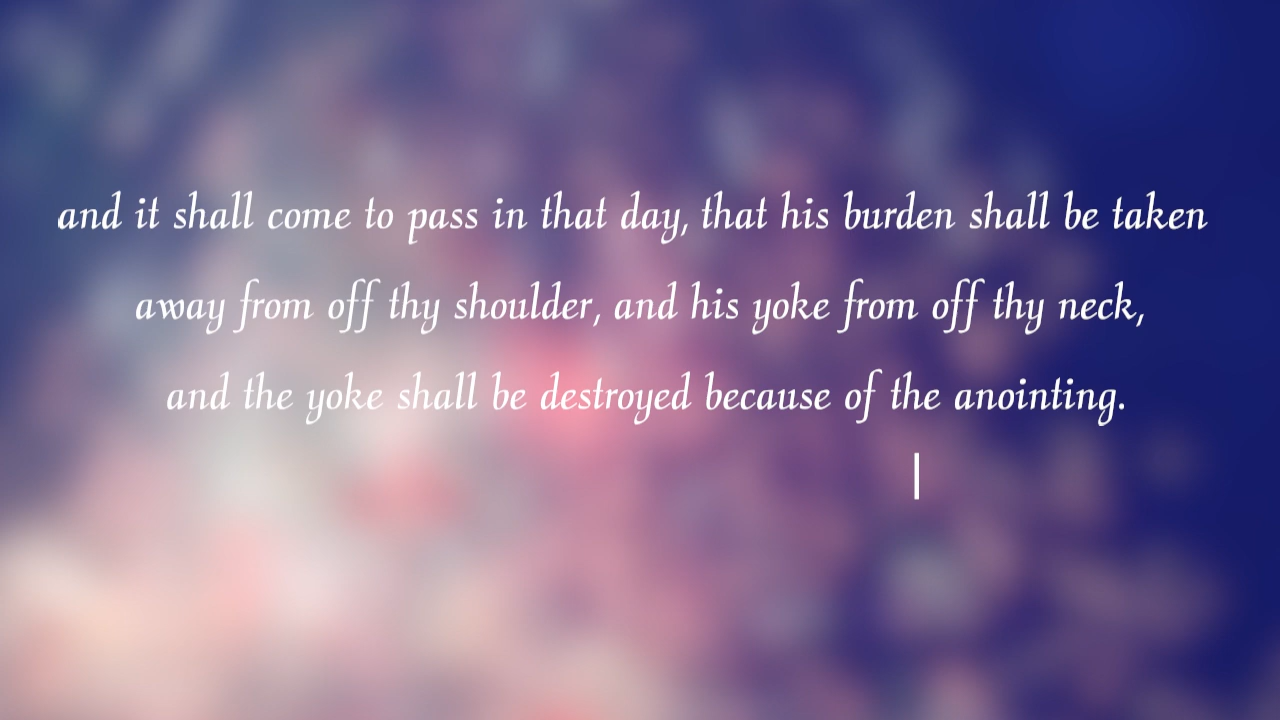 and it shall come to pass in that day, that his burden shall be taken
away from off thy shoulder, and his yoke from off thy neck,
and the yoke shall be destroyed because of the anointing.
|